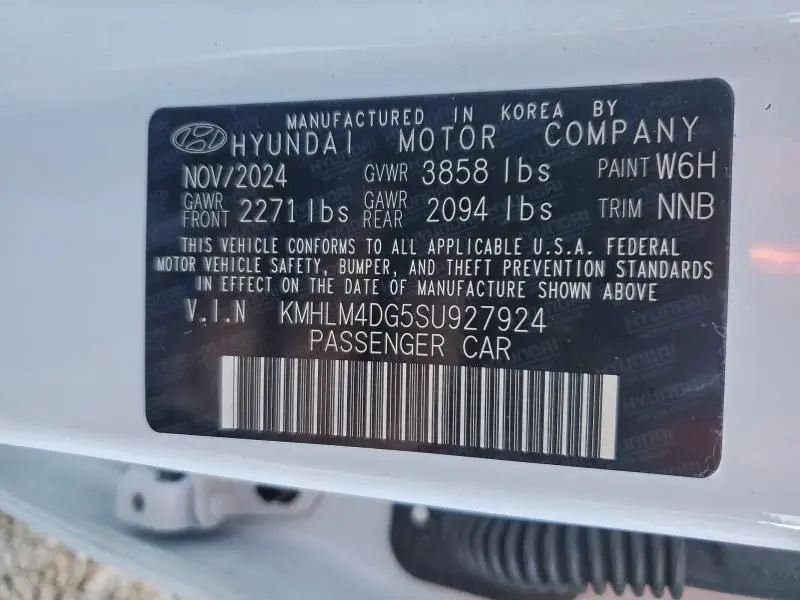 MANUFACTURED IN KOREA BY
HYUNDAI MOTOR COMPANY
NOV/2024 GVWR 3858 lbs PAINT W6H
GAWR FRONT 2271 lbs GAWR REAR 2094 lbs TRIM NNB
THIS VEHICLE CONFORMS TO ALL APPLICABLE U.S.A. FEDERAL
MOTOR VEHICLE SAFETY, BUMPER, AND THEFT PREVENTION STANDARDS
IN EFFECT ON THE DATE OF MANUFACTURE SHOWN ABOVE
V.I.N KMHLM4DG5SU927924
PASSENGER CAR